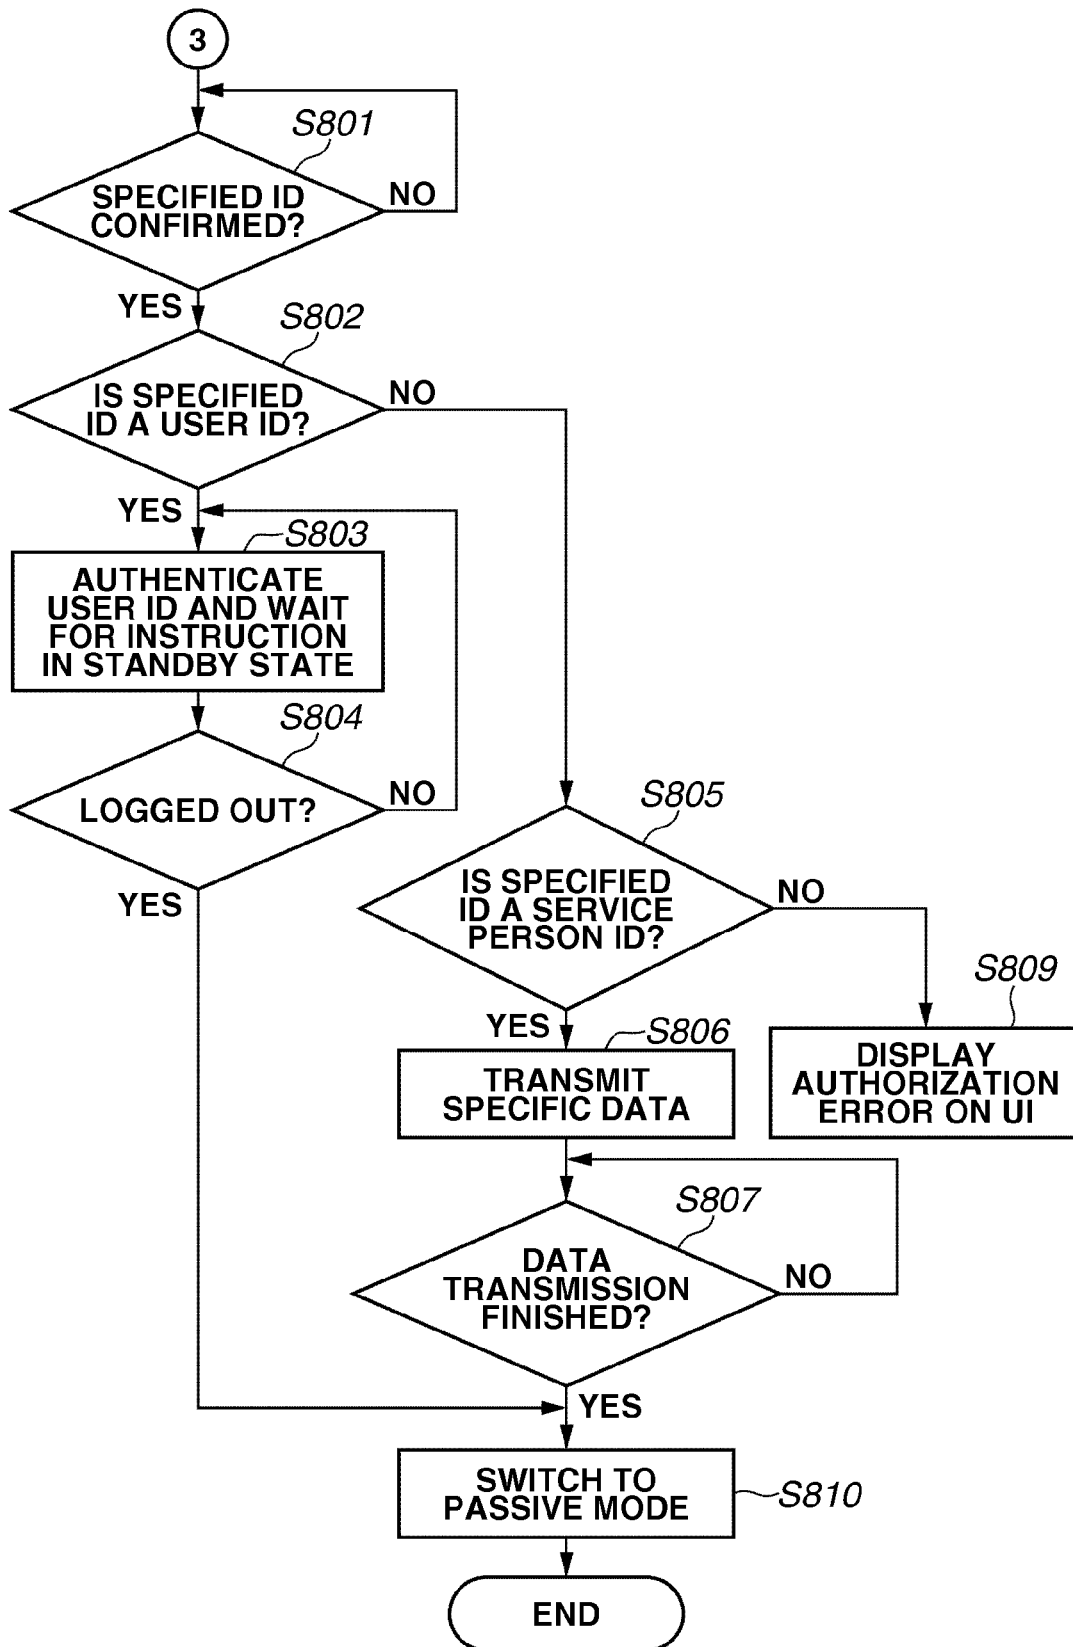 3
S801
SPECIFIED ID
CONFIRMED?
NO
YES
S802
IS SPECIFIED
ID A USER ID?
NO
YES
S803
AUTHENTICATE
USER ID AND WAIT
FOR INSTRUCTION
IN STANDBY STATE
S804
LOGGED OUT?
NO
YES
S805
IS SPECIFIED
ID A SERVICE
PERSON ID?
NO
YES
S806
TRANSMIT
SPECIFIC DATA
S809
DISPLAY
AUTHORIZATION
ERROR ON UI
S807
DATA
TRANSMISSION
FINISHED?
NO
YES
SWITCH TO
PASSIVE MODE
S810
END